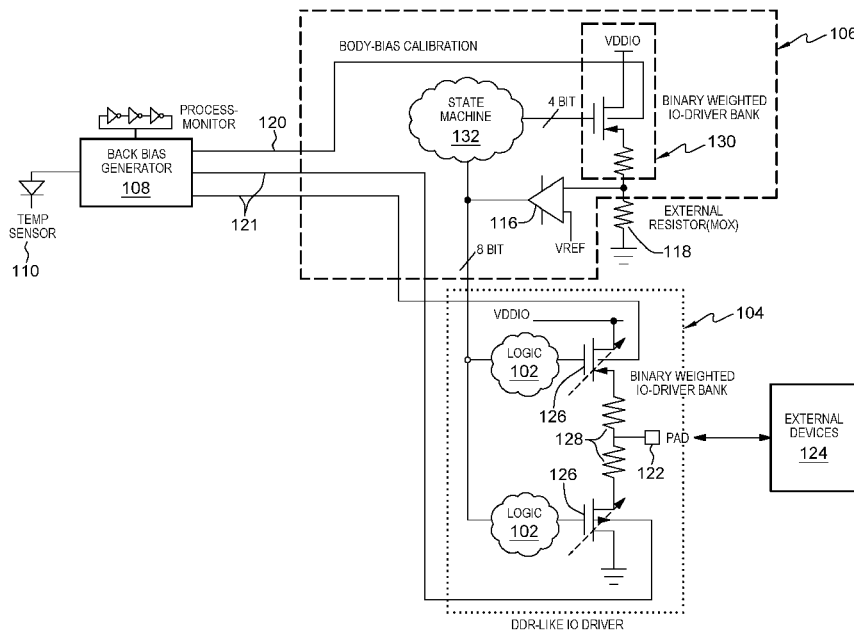 106
BODY-BIAS CALIBRATION
VDDIO
PROCESS-
MONITOR
STATE
MACHINE
132
4 BIT
BINARY WEIGHTED
IO-DRIVER BANK
120
130
BACK BIAS
GENERATOR
108
121
116
VREF
EXTERNAL
RESISTOR(MOX)
118
TEMP
SENSOR
110
8 BIT
VDDIO
104
LOGIC
102
126
BINARY WEIGHTED
IO-DRIVER BANK
128
PAD
122
EXTERNAL
DEVICES
124
126
LOGIC
102
DDR-LIKE IO DRIVER